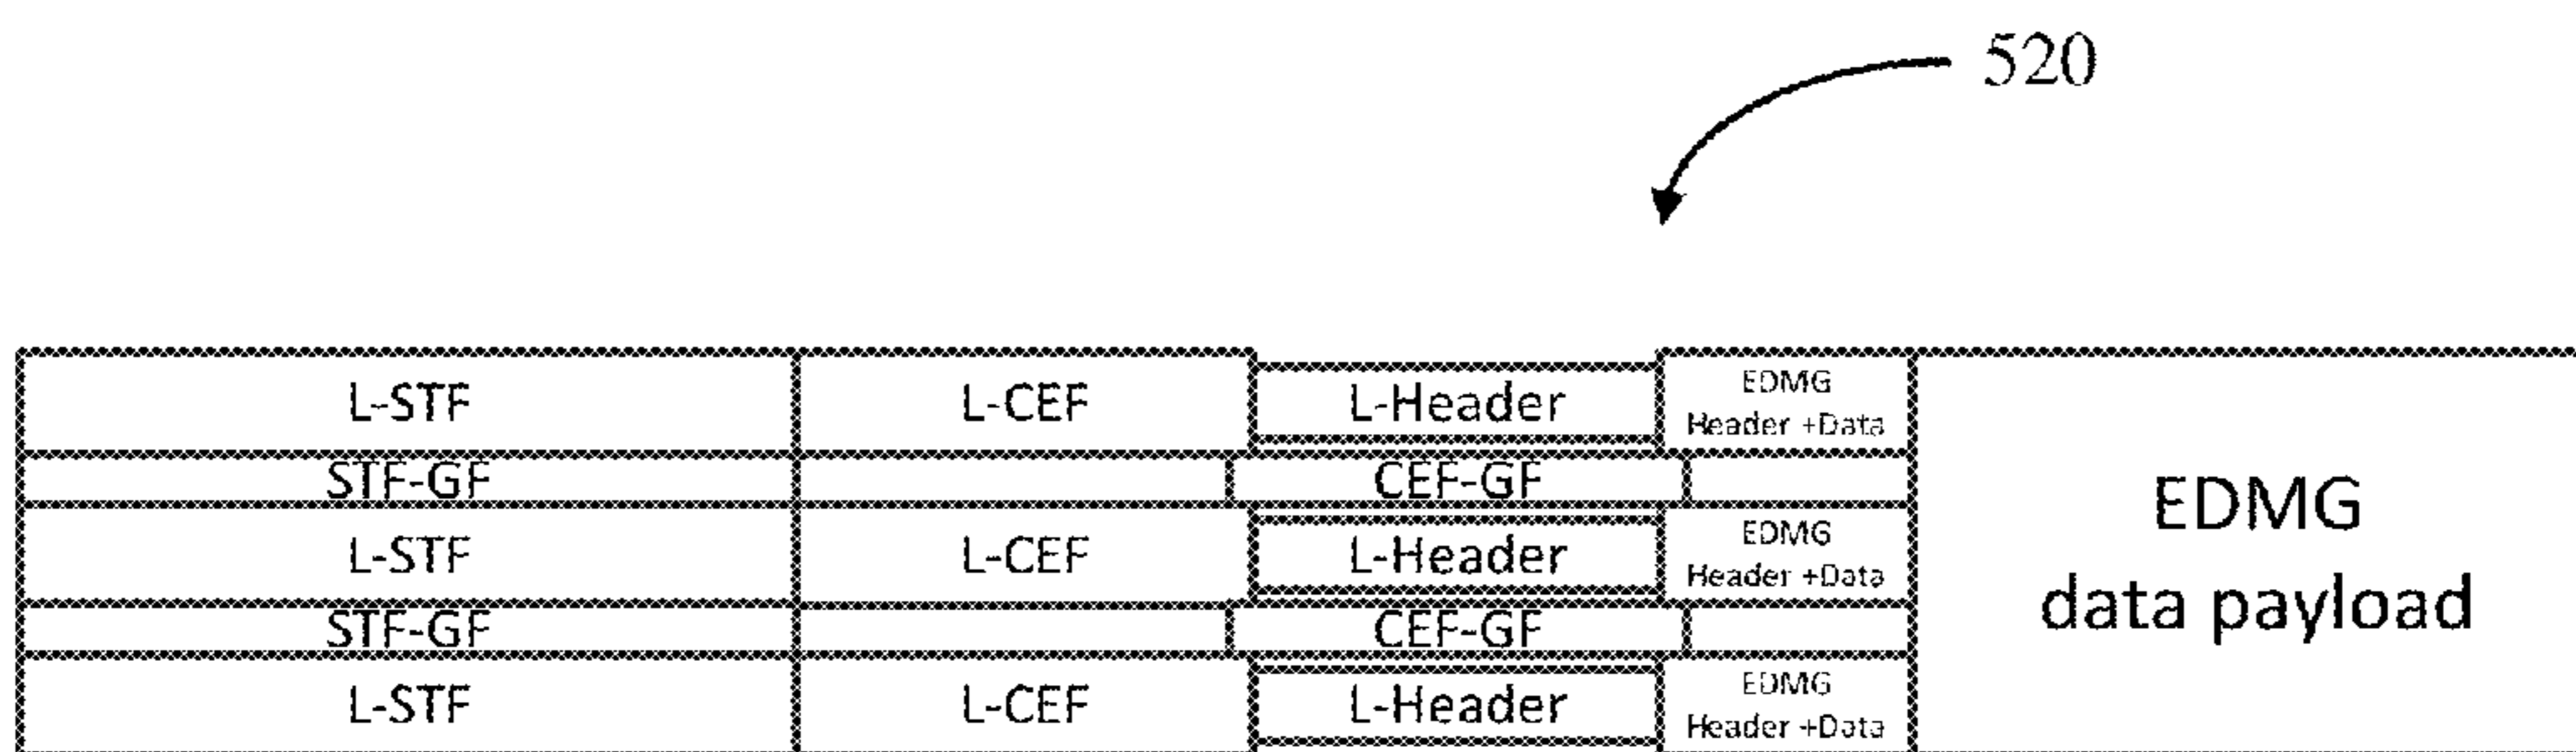 520
L-STF L-CEF L-Header EDMG
Header +Data
STF-GF CEF-GF
L-STF L-CEF L-Header EDMG
Header +Data
EDMG
data payload
STF-GF CEF-GF
L-STF L-CEF L-Header EDMG
Header +Data